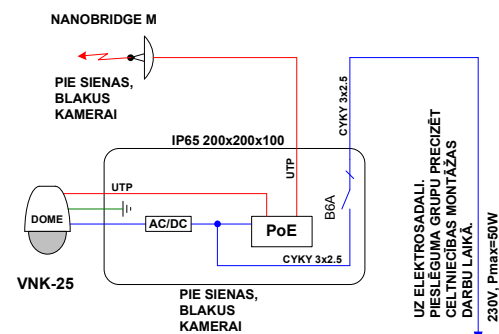 NANOBRIDGE M
PIE SIENAS,
BLAKUS
KAMERAI
IP65 200x200x100
UTP
UTP
CYKY 3x2.5
B6A
DOME
AC/DC
PoE
CYKY 3x2.5
VNK-25
PIE SIENAS,
BLAKUS
KAMERAI
UZ ELEKTROSADALI.
PIESLĒGUMA GRUPU PRECIZĒT
CELTNIECĪBAS MONTĀŽAS
DARBU LAIKĀ.
230V, Pmax=50W